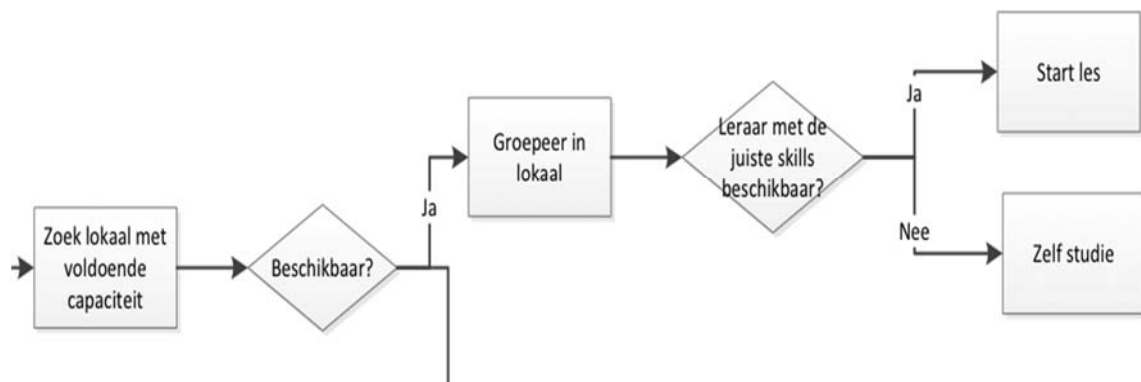 Zoek lokaal met
voldoende
capaciteit
Beschikbaar?
Ja
Groepeer in
lokaal
Leraar met de
juiste skills
beschikbaar?
Ja
Start les
Nee
Zelf studie